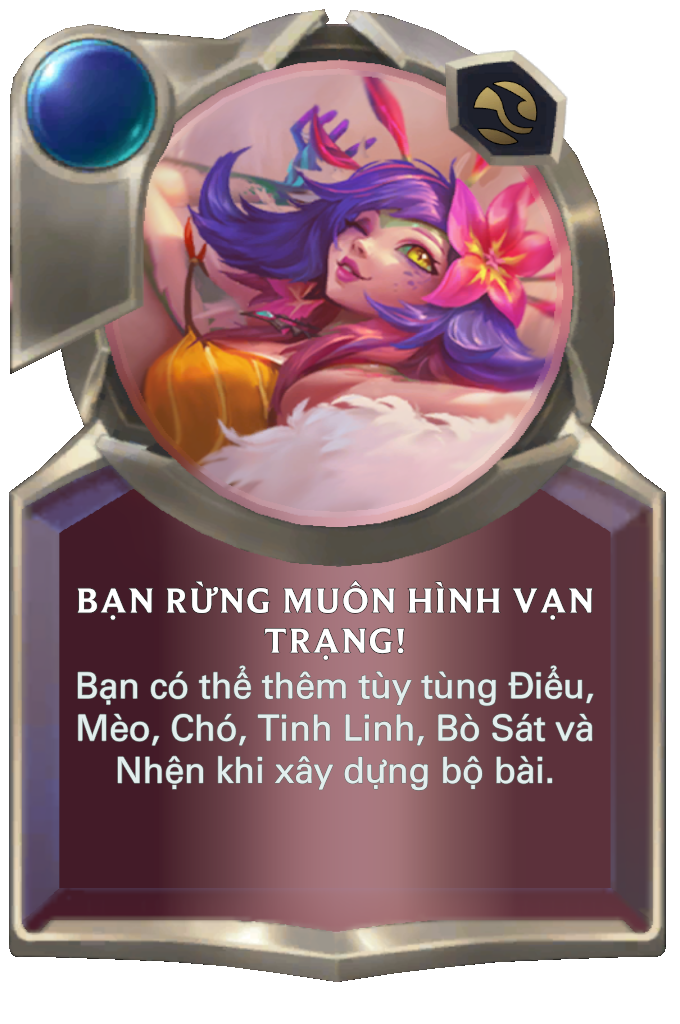 BẠN RỪNG MUÔN HÌNH VẠN
TRẠNG!
Bạn có thể thêm tùy tùng Điểu,
Mèo, Chó, Tinh Linh, Bò Sát và
Nhện khi xây dựng bộ bài.